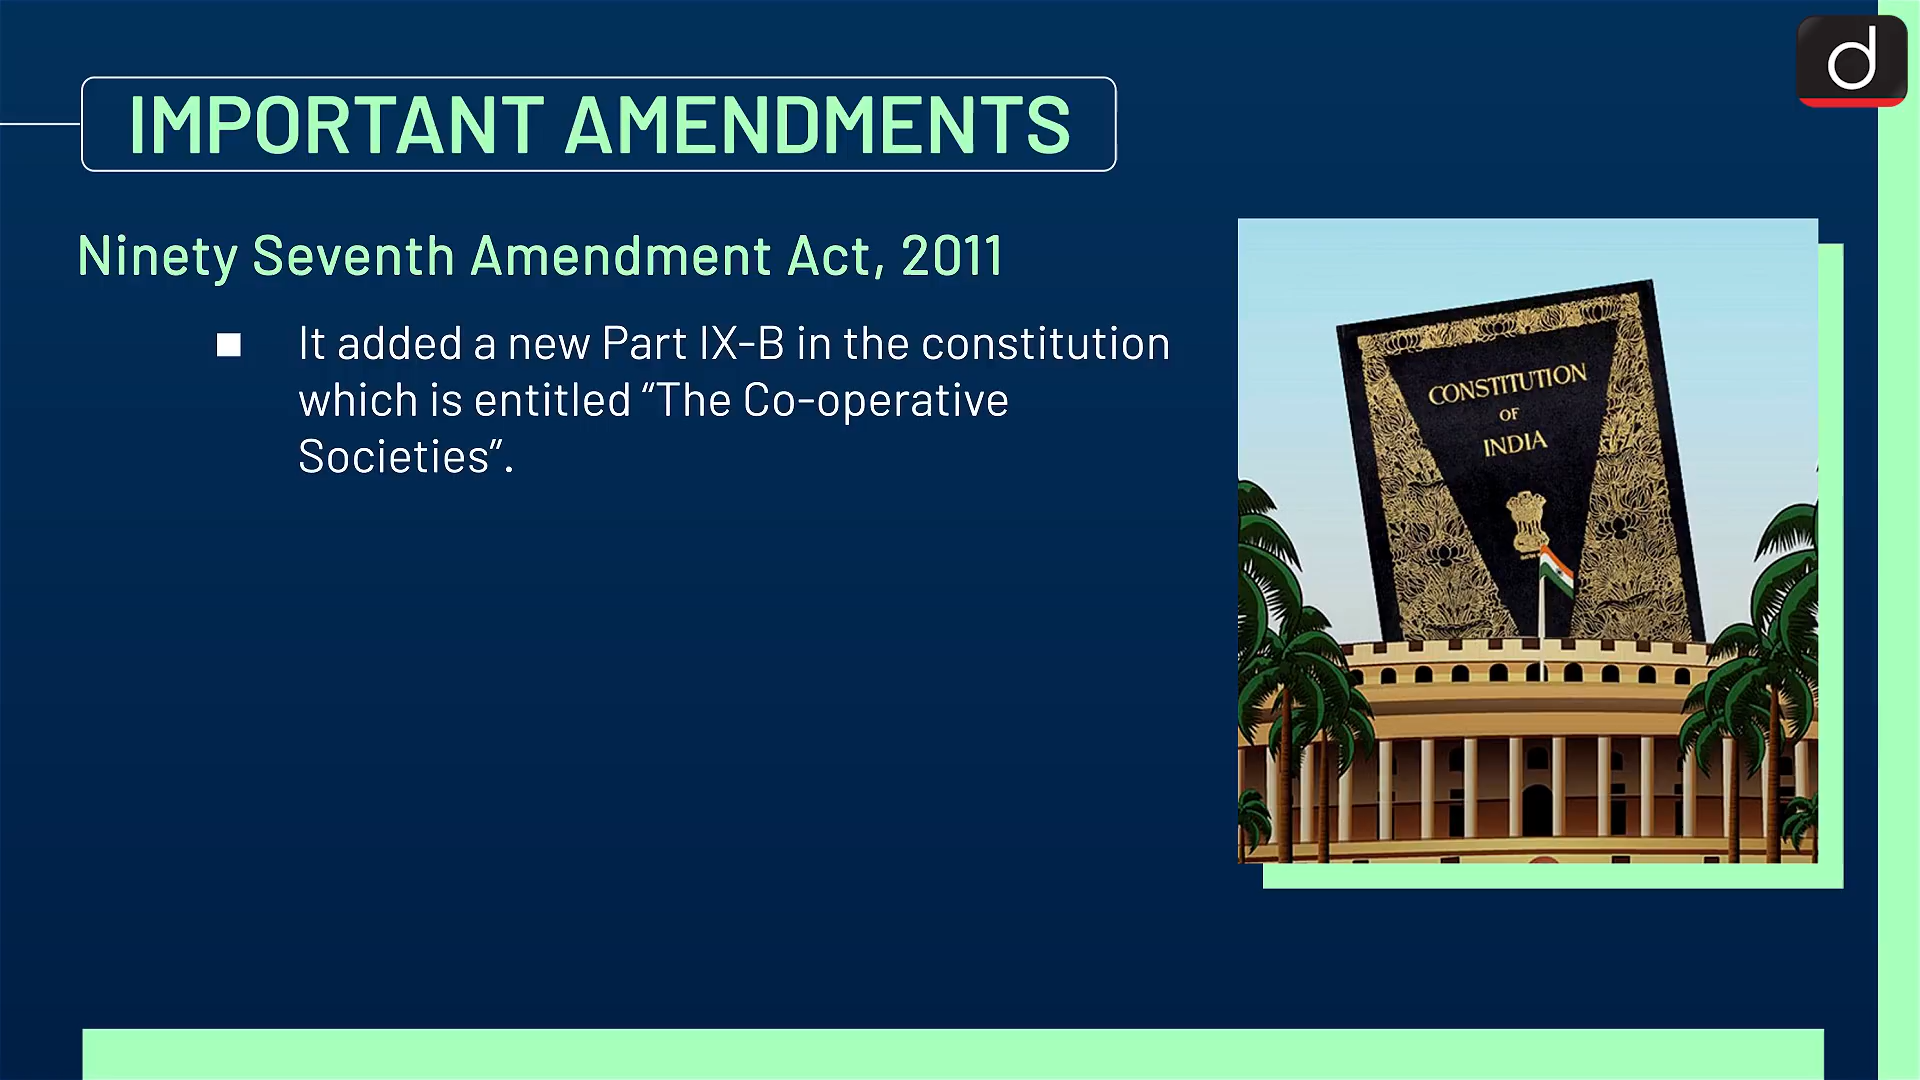 IMPORTANT AMENDMENTS
Ninety Seventh Amendment Act, 2011
■ It added a new Part IX-B in the constitution
which is entitled “The Co-operative
Societies”.
CONSTITUTION
OF
INDIA
d